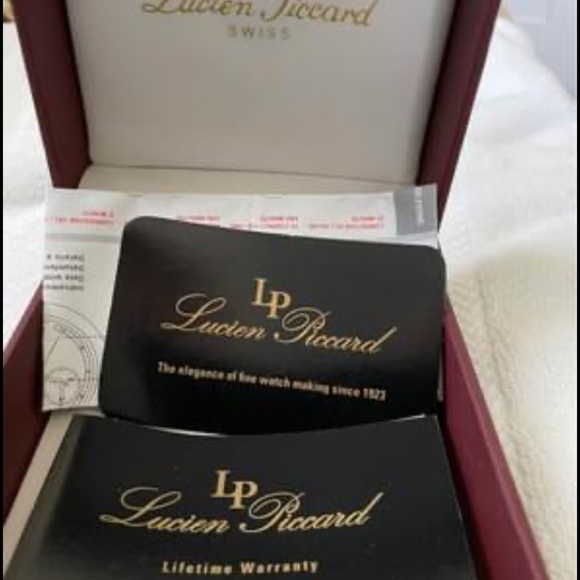 Lucien Piccard
SWISS
LP
Lucien Piccard
The elegance of fine watch making since 1923
LP
Lucien Piccard
Lifetime Warranty